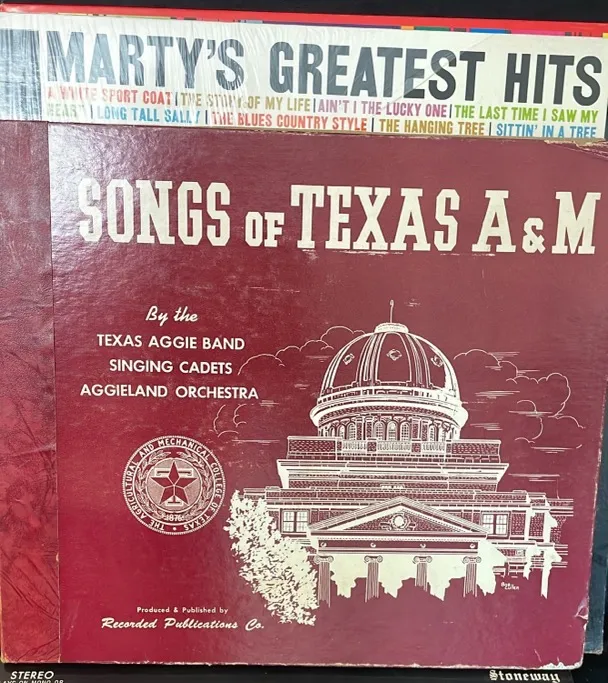 MARTY'S GREATEST HITS
A WHITE SPORT COAT | THE STORY OF MY LIFE | AIN'T I THE LUCKY ONE | THE LAST TIME I SAW MY
HEART | LONG TALL SALLY | THE BLUES COUNTRY STYLE | THE HANGING TREE | SITTIN' IN A TREE
SONGS OF TEXAS A & M
By the
TEXAS AGGIE BAND
SINGING CADETS
AGGIELAND ORCHESTRA
THE AGRICULTURAL AND MECHANICAL COLLEGE OF TEXAS
1876
Produced & Published by
Recorded Publications Co.
STEREO
Stoneway